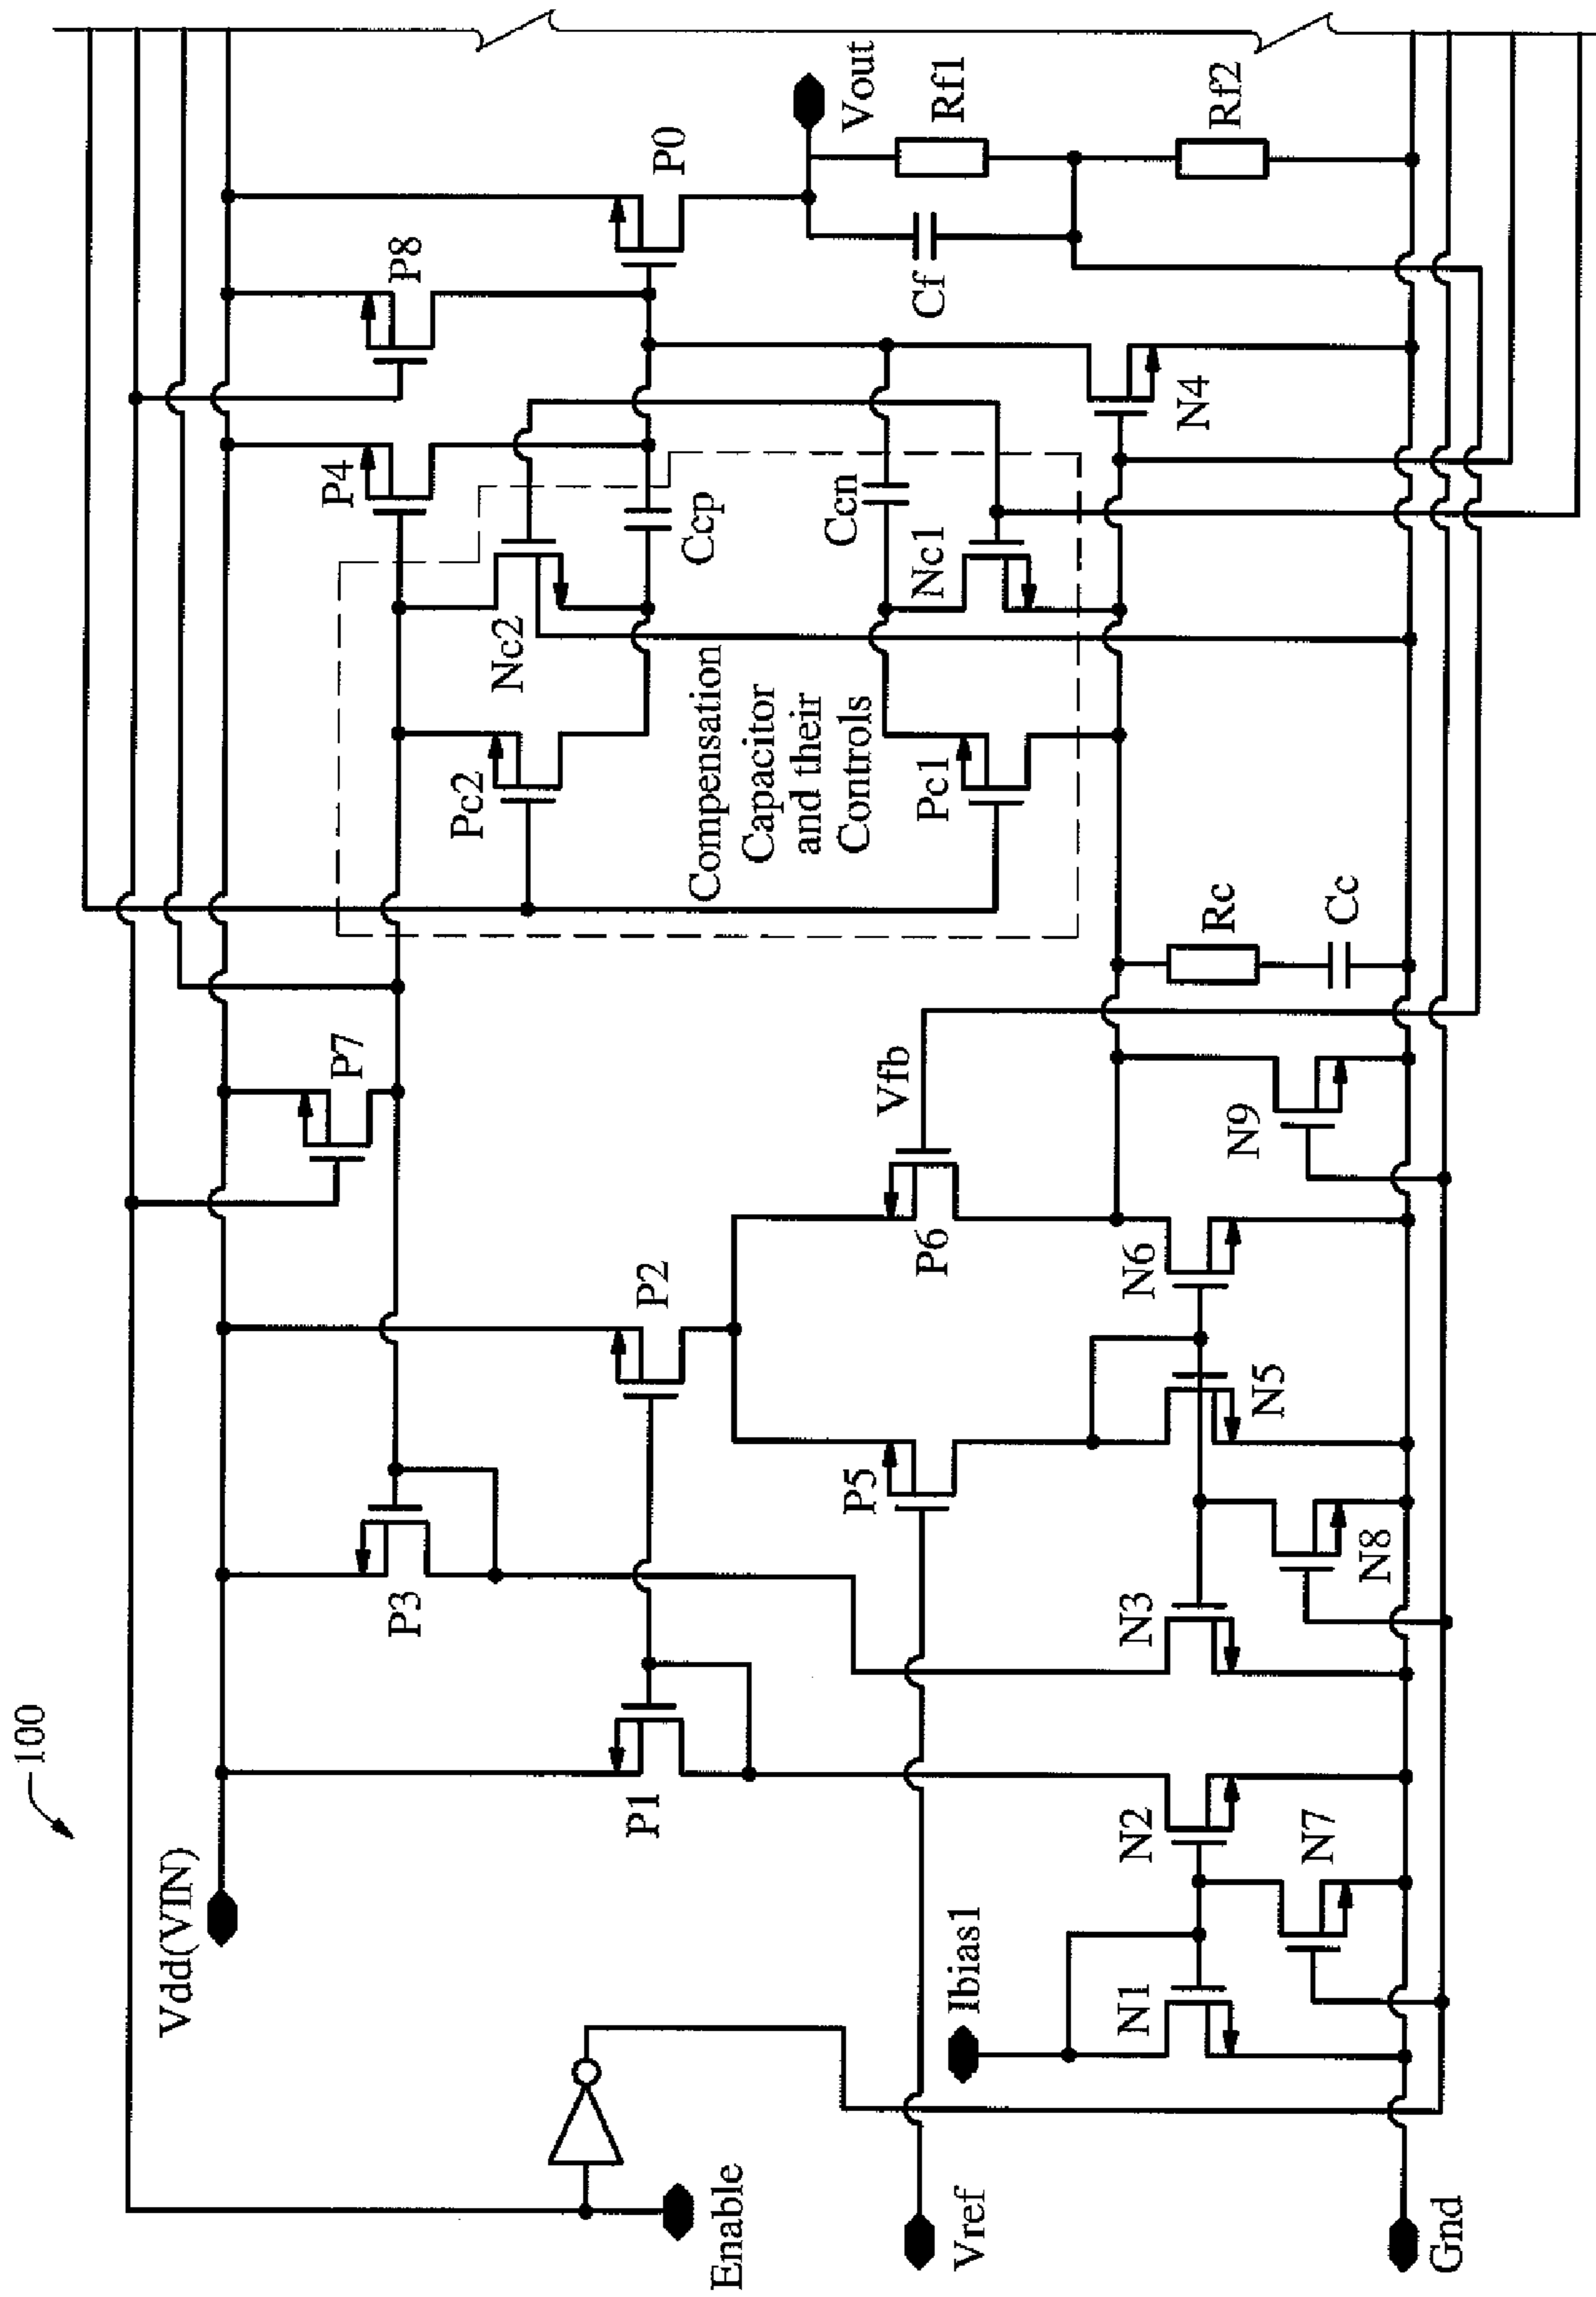 100
Vdd(VIN)
Enable
Vref
Gnd
Ibias1
N1
N7
N2
P1
P3
N3
N8
P5
N5
P2
N6
P6
Vfb
N9
P7
Rc
Cc
Pc2
Nc2
P4
P8
P0
Ccp
Compensation
Capacitor
and their
Controls
Pc1
Nc1
Ccn
N4
Cf
Vout
Rf1
Rf2